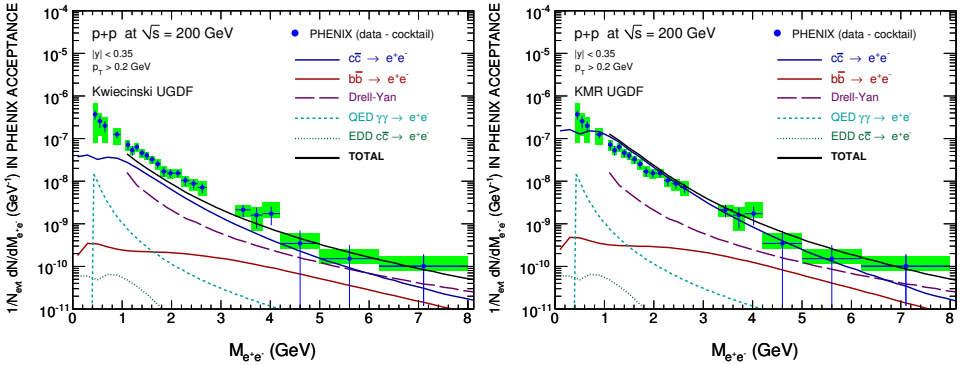 1/N_evt dN/dM_e⁺e⁻ (GeV⁻¹) IN PHENIX ACCEPTANCE
10⁻⁴
10⁻⁵
10⁻⁶
10⁻⁷
10⁻⁸
10⁻⁹
10⁻¹⁰
10⁻¹¹
p+p at √s = 200 GeV
|y| < 0.35
p_T > 0.2 GeV
Kwiecinski UGDF
PHENIX (data - cocktail)
cc̅ → e⁺e⁻
bb̅ → e⁺e⁻
Drell-Yan
QED γγ → e⁺e⁻
EDD cc̅ → e⁺e⁻
TOTAL
0 1 2 3 4 5 6 7 8
M_e⁺e⁻ (GeV)
1/N_evt dN/dM_e⁺e⁻ (GeV⁻¹) IN PHENIX ACCEPTANCE
10⁻⁴
10⁻⁵
10⁻⁶
10⁻⁷
10⁻⁸
10⁻⁹
10⁻¹⁰
10⁻¹¹
p+p at √s = 200 GeV
|y| < 0.35
p_T > 0.2 GeV
KMR UGDF
PHENIX (data - cocktail)
cc̅ → e⁺e⁻
bb̅ → e⁺e⁻
Drell-Yan
QED γγ → e⁺e⁻
EDD cc̅ → e⁺e⁻
TOTAL
0 1 2 3 4 5 6 7 8
M_e⁺e⁻ (GeV)